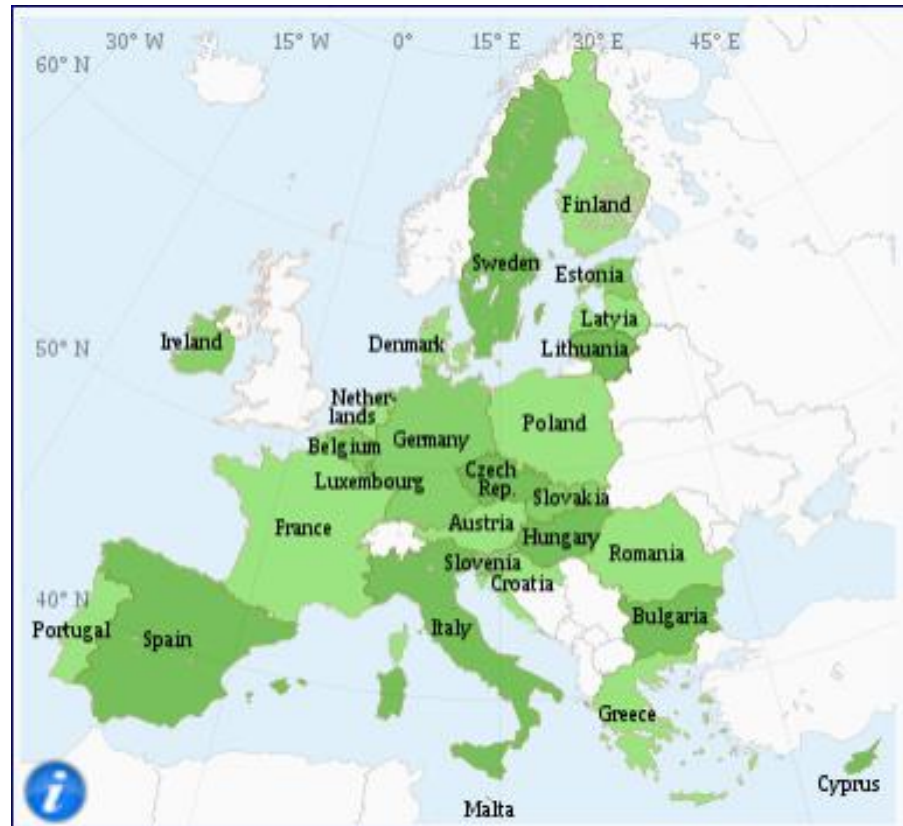 30° W
15° W
0°
15° E
30° E
45° E
60° N
Finland
Sweden
Estonia
Latvia
Ireland
Denmark
Lithuania
50° N
Nether-
lands
Poland
Belgium
Germany
Czech
Rep.
Luxembourg
Slovakia
France
Austria
Hungary
Romania
Slovenia
Croatia
40° N
Portugal
Spain
Italy
Bulgaria
Greece
Cyprus
Malta
i